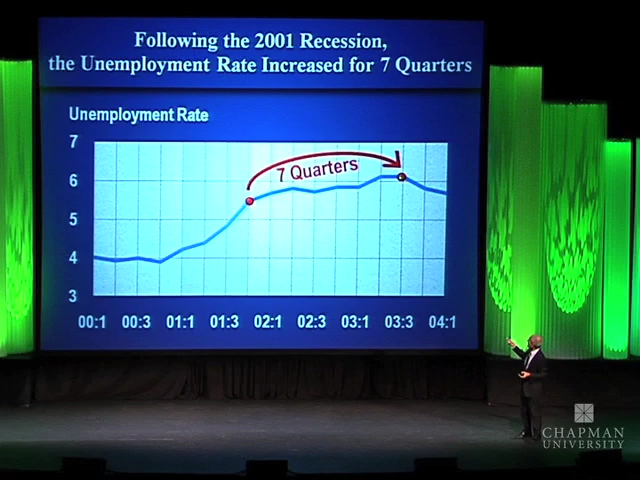 Following the 2001 Recession,
the Unemployment Rate Increased for 7 Quarters
Unemployment Rate
7
6
5
4
3
7 Quarters
00:1 00:3 01:1 01:3 02:1 02:3 03:1 03:3 04:1
CHAPMAN
UNIVERSITY